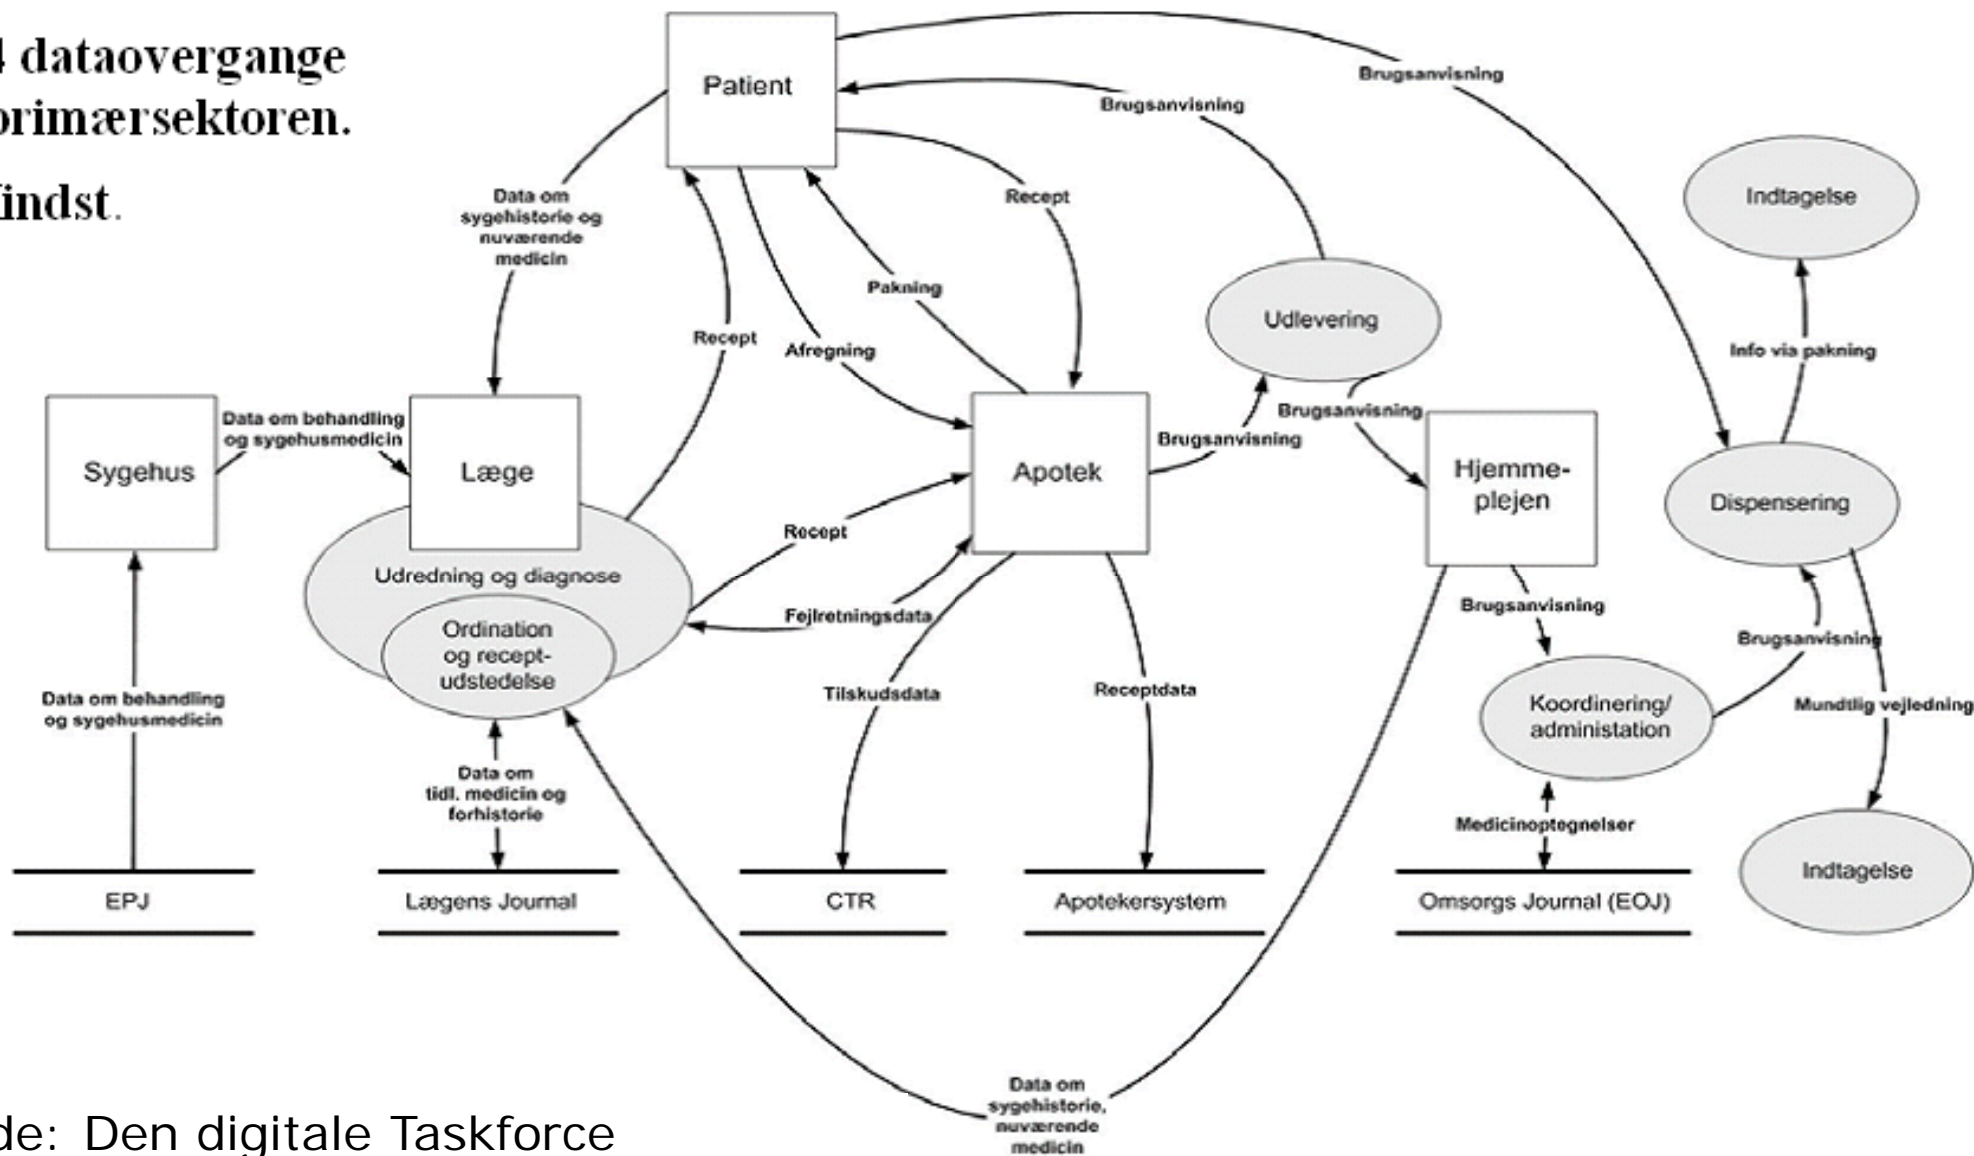 4 dataovergange
primærsektoren.
findst.
Patient
Brugsanvisning
Brugsanvisning
Indtagelse
Data om
sygehistorie og
nuværende
medicin
Recept
Pakning
Udlevering
Recept
Afregning
Info via pakning
Sygehus
Data om behandling
og sygehusmedicin
Læge
Apotek
Brugsanvisning
Brugsanvisning
Hjemme-
plejen
Dispensering
Recept
Udredning og diagnose
Fejlretningsdata
Brugsanvisning
Ordination
og recept-
udstedelse
Brugsanvisning
Data om behandling
og sygehusmedicin
Tilskudsdata
Receptdata
Koordinering/
administation
Mundtlig vejledning
Data om
tidl. medicin og
forhistorie
Medicinoptegnelser
Indtagelse
EPJ
Lægens Journal
CTR
Apotekersystem
Omsorgs Journal (EOJ)
Data om
sygehistorie,
nuværende
medicin
de: Den digitale Taskforce